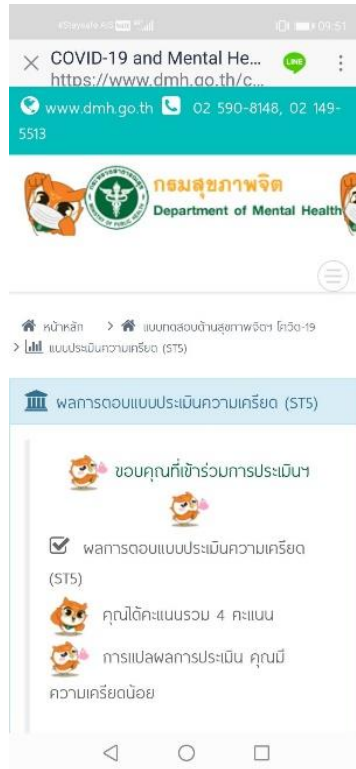 #Staysafe AIS
09:51
COVID-19 and Mental He...
https://www.dmh.go.th/c...
LINE
www.dmh.go.th 02 590-8148, 02 149-
5513
กรมสุขภาพจิต
Department of Mental Health
หน้าหลัก > แบบทดสอบด้านสุขภาพจิตฯ โควิด-19
> แบบประเมินความเครียด (ST5)
ผลการตอบแบบประเมินความเครียด (ST5)
ขอบคุณที่เข้าร่วมการประเมินฯ
ผลการตอบแบบประเมินความเครียด
(ST5)
คุณได้คะแนนรวม 4 คะแนน
การแปลผลการประเมิน คุณมี
ความเครียดน้อย